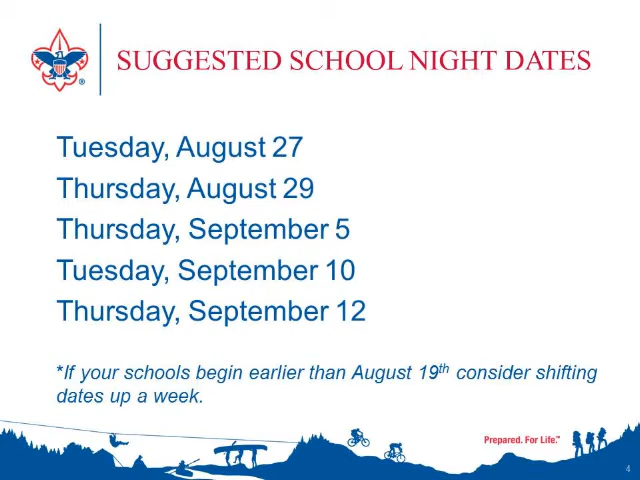 SUGGESTED SCHOOL NIGHT DATES
Tuesday, August 27
Thursday, August 29
Thursday, September 5
Tuesday, September 10
Thursday, September 12
*If your schools begin earlier than August 19th consider shifting
dates up a week.
Prepared. For Life.™
4
®